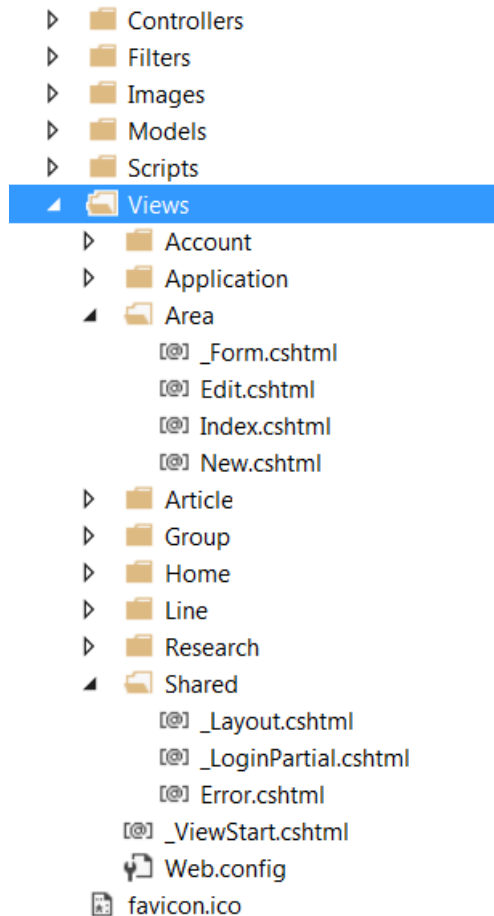 Controllers
Filters
Images
Models
Scripts
Views
Account
Application
Area
[@] _Form.cshtml
[@] Edit.cshtml
[@] Index.cshtml
[@] New.cshtml
Article
Group
Home
Line
Research
Shared
[@] _Layout.cshtml
[@] _LoginPartial.cshtml
[@] Error.cshtml
[@] _ViewStart.cshtml
Web.config
favicon.ico